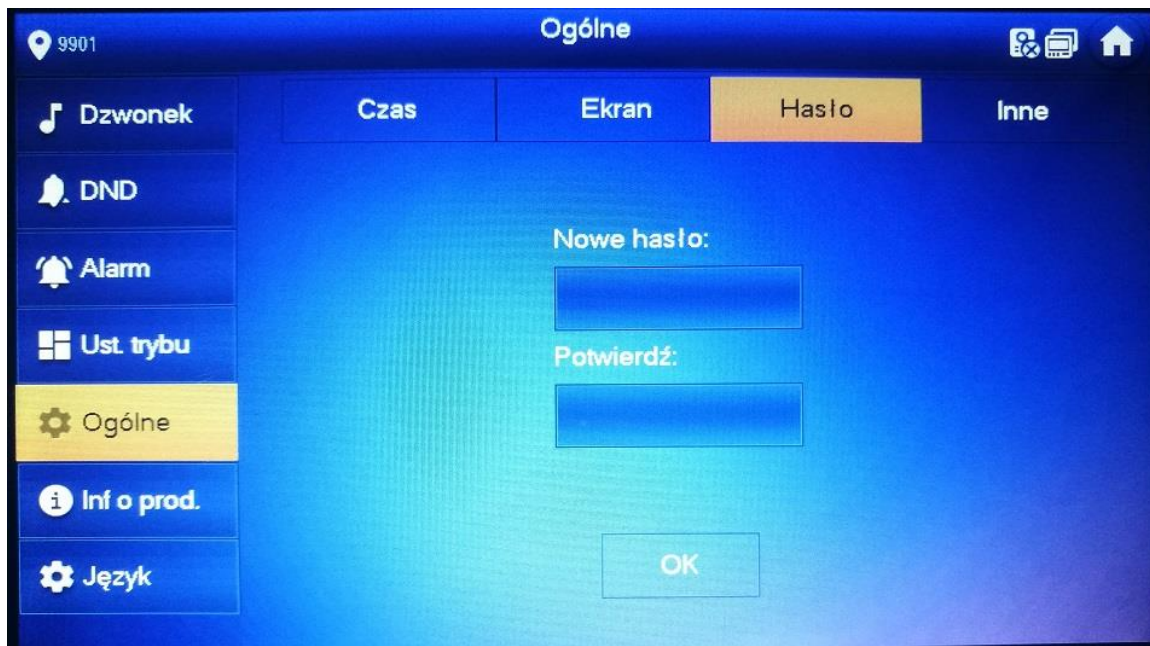 9901
Ogólne
Dzwonek
DND
Alarm
Ust. trybu
Ogólne
Inf o prod.
Język
Czas
Ekran
Hasło
Inne
Nowe hasło:
Potwierdź:
OK